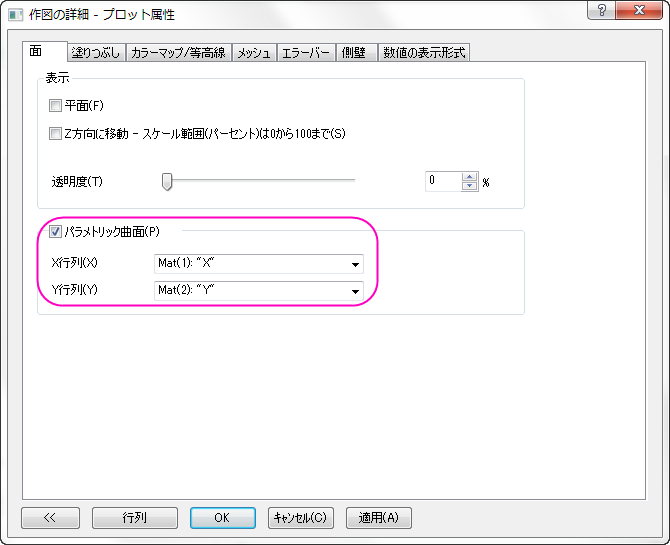 作図の詳細 - プロット属性
面 塗りつぶし カラーマップ/等高線 メッシュ エラーバー 側壁 数値の表示形式
表示
平面(F)
Z方向に移動 - スケール範囲(パーセント)は0から100まで(S)
透明度(T) 0 %
パラメトリック曲面(P)
X行列(X) Mat(1): "X"
Y行列(Y) Mat(2): "Y"
<< 行列 OK キャンセル(C) 適用(A)